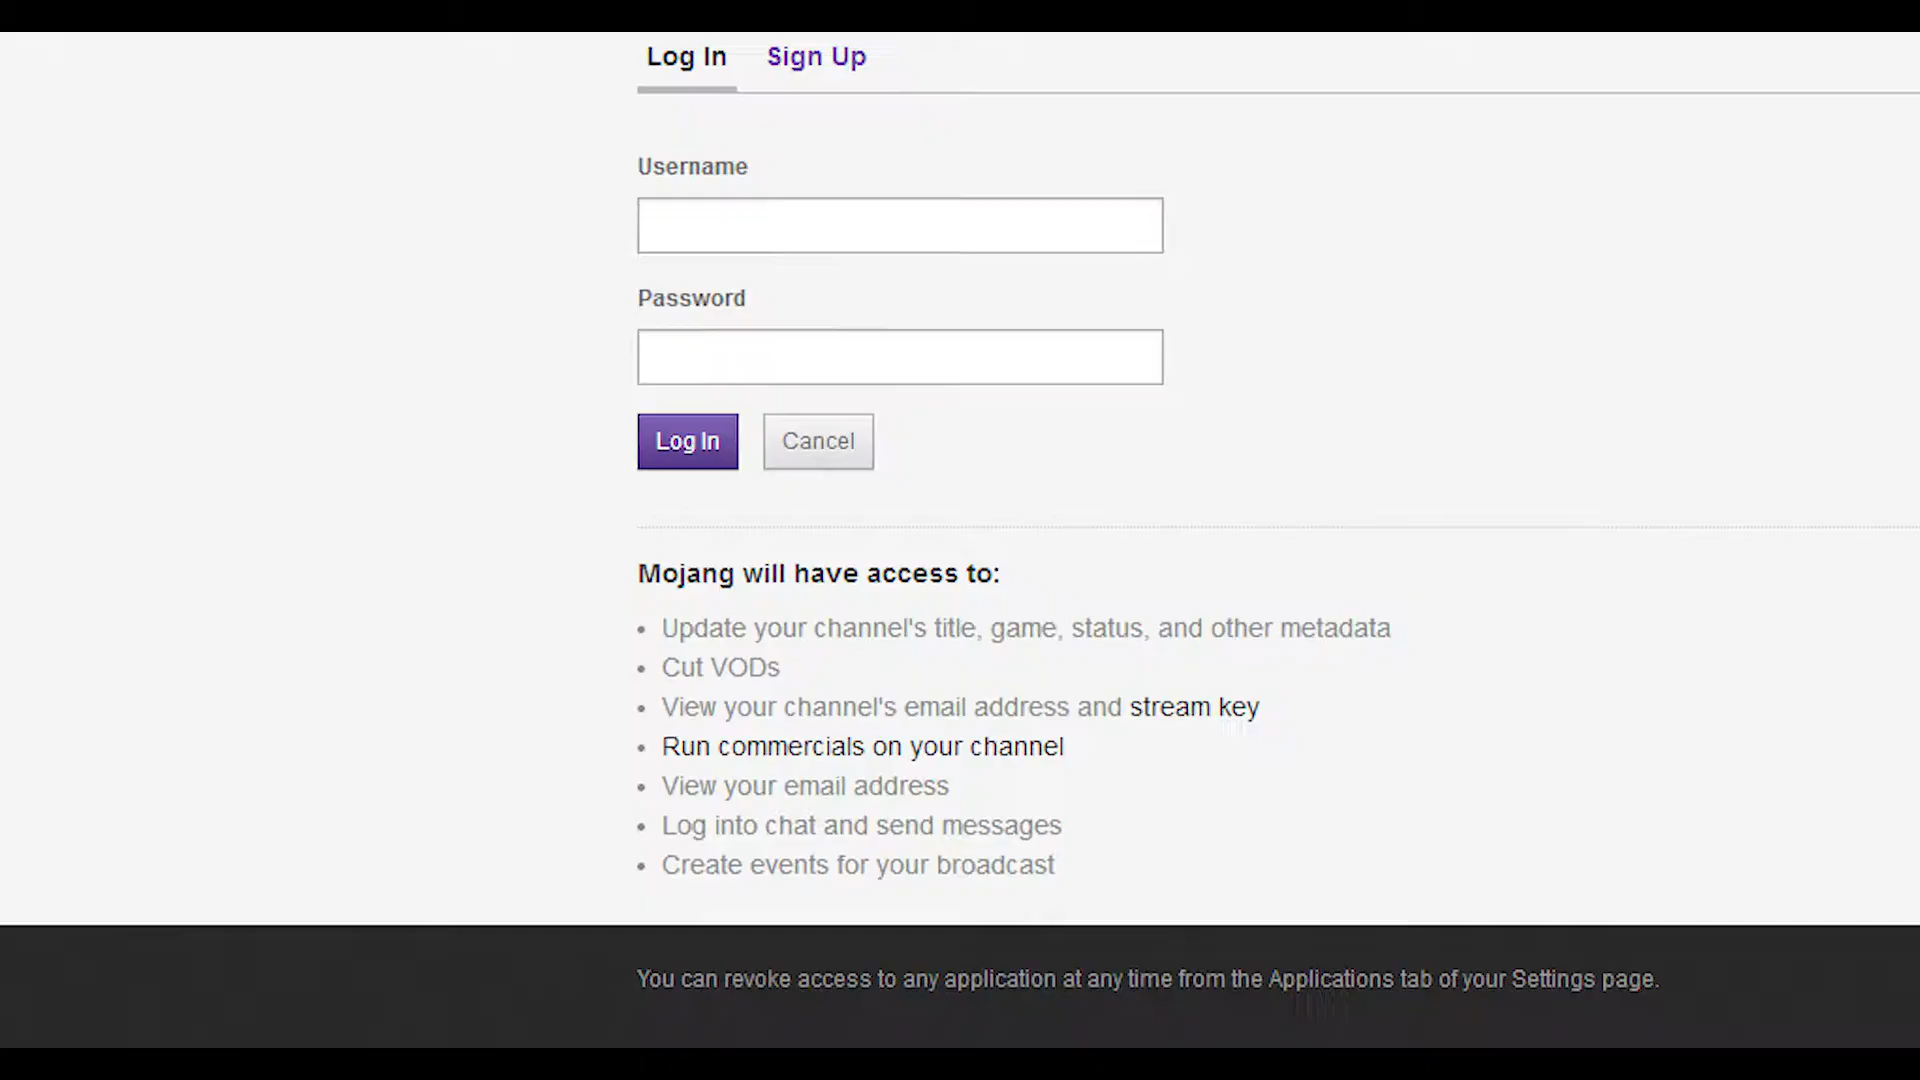 Log In Sign Up
Username
Password
Log In Cancel
Mojang will have access to:
• Update your channel's title, game, status, and other metadata
• Cut VODs
• View your channel's email address and stream key
• Run commercials on your channel
• View your email address
• Log into chat and send messages
• Create events for your broadcast
You can revoke access to any application at any time from the Applications tab of your Settings page.